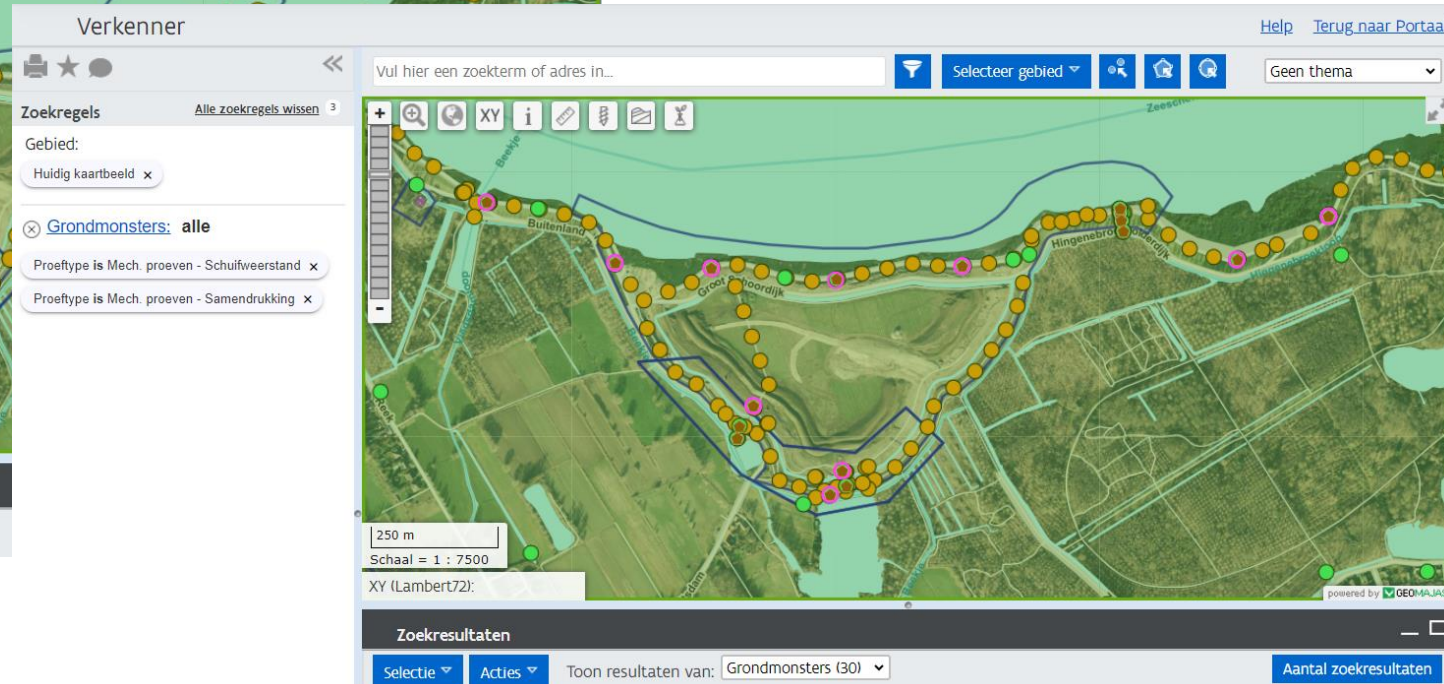 Verkenner
Help Terug naar Portaa
Vul hier een zoekterm of adres in...
Selecteer gebied
Geen thema
Zoekregels
Alle zoekregels wissen 3
Gebied:
Huidig kaartbeeld ×
Grondmonsters: alle
Proeftype is Mech. proeven - Schuifweerstand ×
Proeftype is Mech. proeven - Samendrukking ×
+
XY
i
-
Zeesch
Beekje
Buitenland
Groot Schoordijk
Beekje
Beekje
250 m
Schaal = 1 : 7500
XY (Lambert72):
powered by GEOMAJAS
Zoekresultaten
Selectie
Acties
Toon resultaten van:
Grondmonsters (30)
Aantal zoekresultaten